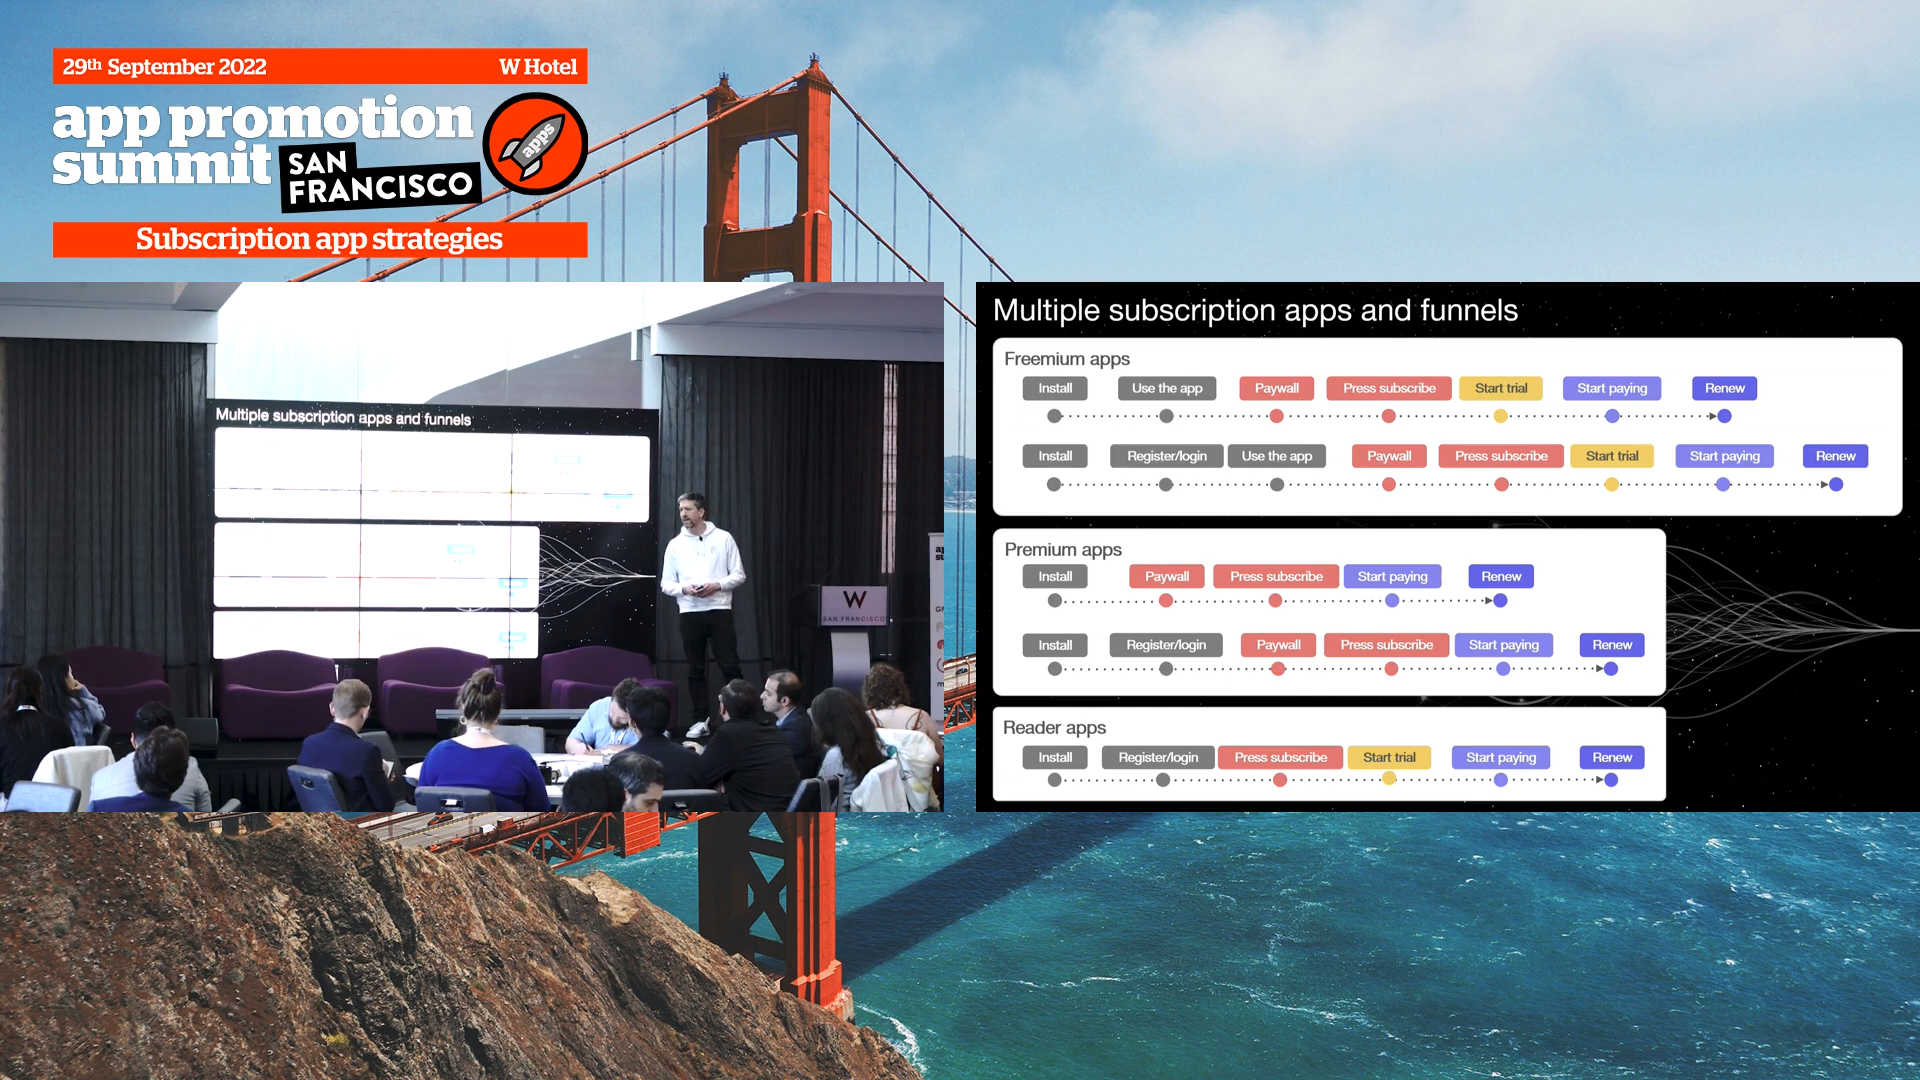 29th September 2022
W Hotel
app promotion
summit
SAN
FRANCISCO
apps
Subscription app strategies
Multiple subscription apps and funnels
W
SAN FRANCISCO
Multiple subscription apps and funnels
Freemium apps
Install Use the app Paywall Press subscribe Start trial Start paying Renew
Install Register/login Use the app Paywall Press subscribe Start trial Start paying Renew
Premium apps
Install Paywall Press subscribe Start paying Renew
Install Register/login Paywall Press subscribe Start paying Renew
Reader apps
Install Register/login Press subscribe Start trial Start paying Renew